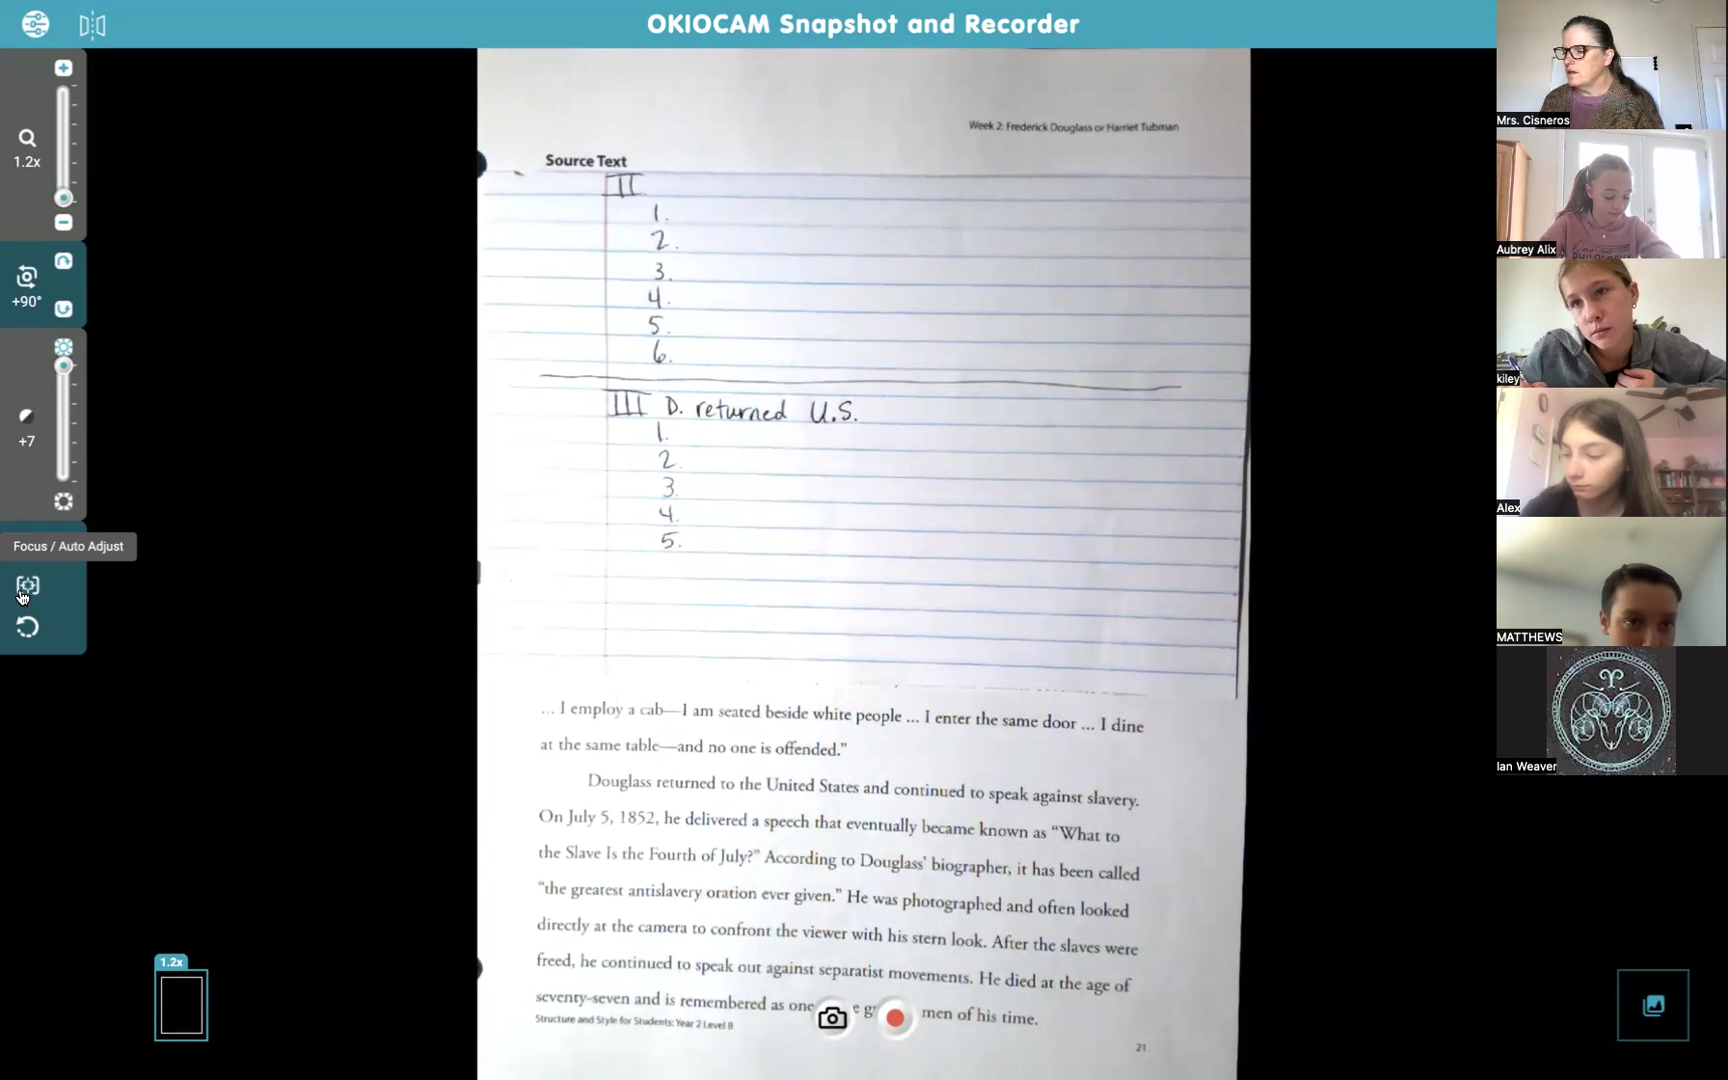 OKIOCAM Snapshot and Recorder
1.2x
+90°
+7
Focus / Auto Adjust
1.2x
Week 2: Frederick Douglass or Harriet Tubman
Source Text
II
1.
2.
3.
4.
5.
6.
III D. returned U.S.
1.
2.
3.
4.
5.
... I employ a cab—I am seated beside white people ... I enter the same door ... I dine
at the same table—and no one is offended.”
Douglass returned to the United States and continued to speak against slavery.
On July 5, 1852, he delivered a speech that eventually became known as “What to
the Slave Is the Fourth of July?” According to Douglass’ biographer, it has been called
“the greatest antislavery oration ever given.” He was photographed and often looked
directly at the camera to confront the viewer with his stern look. After the slaves were
freed, he continued to speak out against separatist movements. He died at the age of
seventy-seven and is remembered as one men of his time.
Structure and Style for Students: Year 2 Level B
21
Mrs. Cisneros
Aubrey Alix
kiley
Alex
MATTHEWS
Ian Weaver